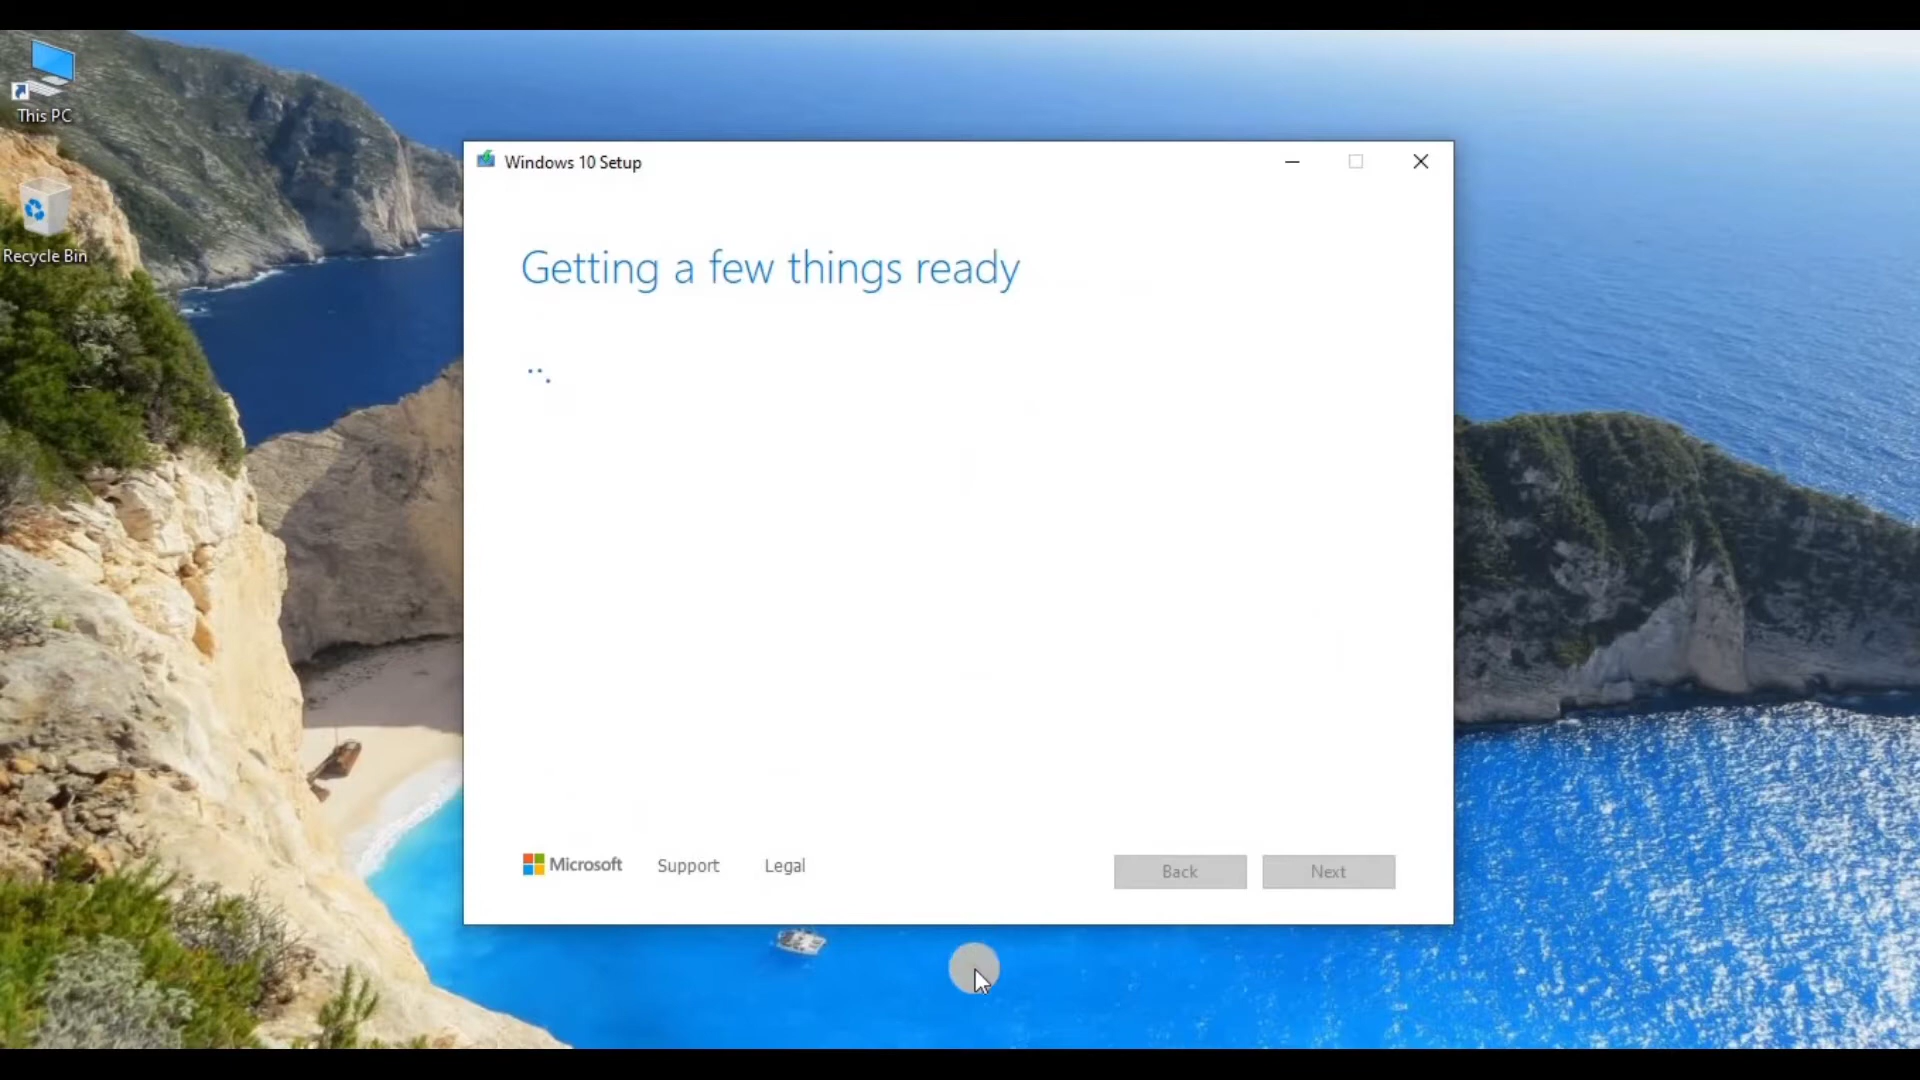 This PC
Recycle Bin
Windows 10 Setup
Getting a few things ready
Microsoft
Support
Legal
Back
Next